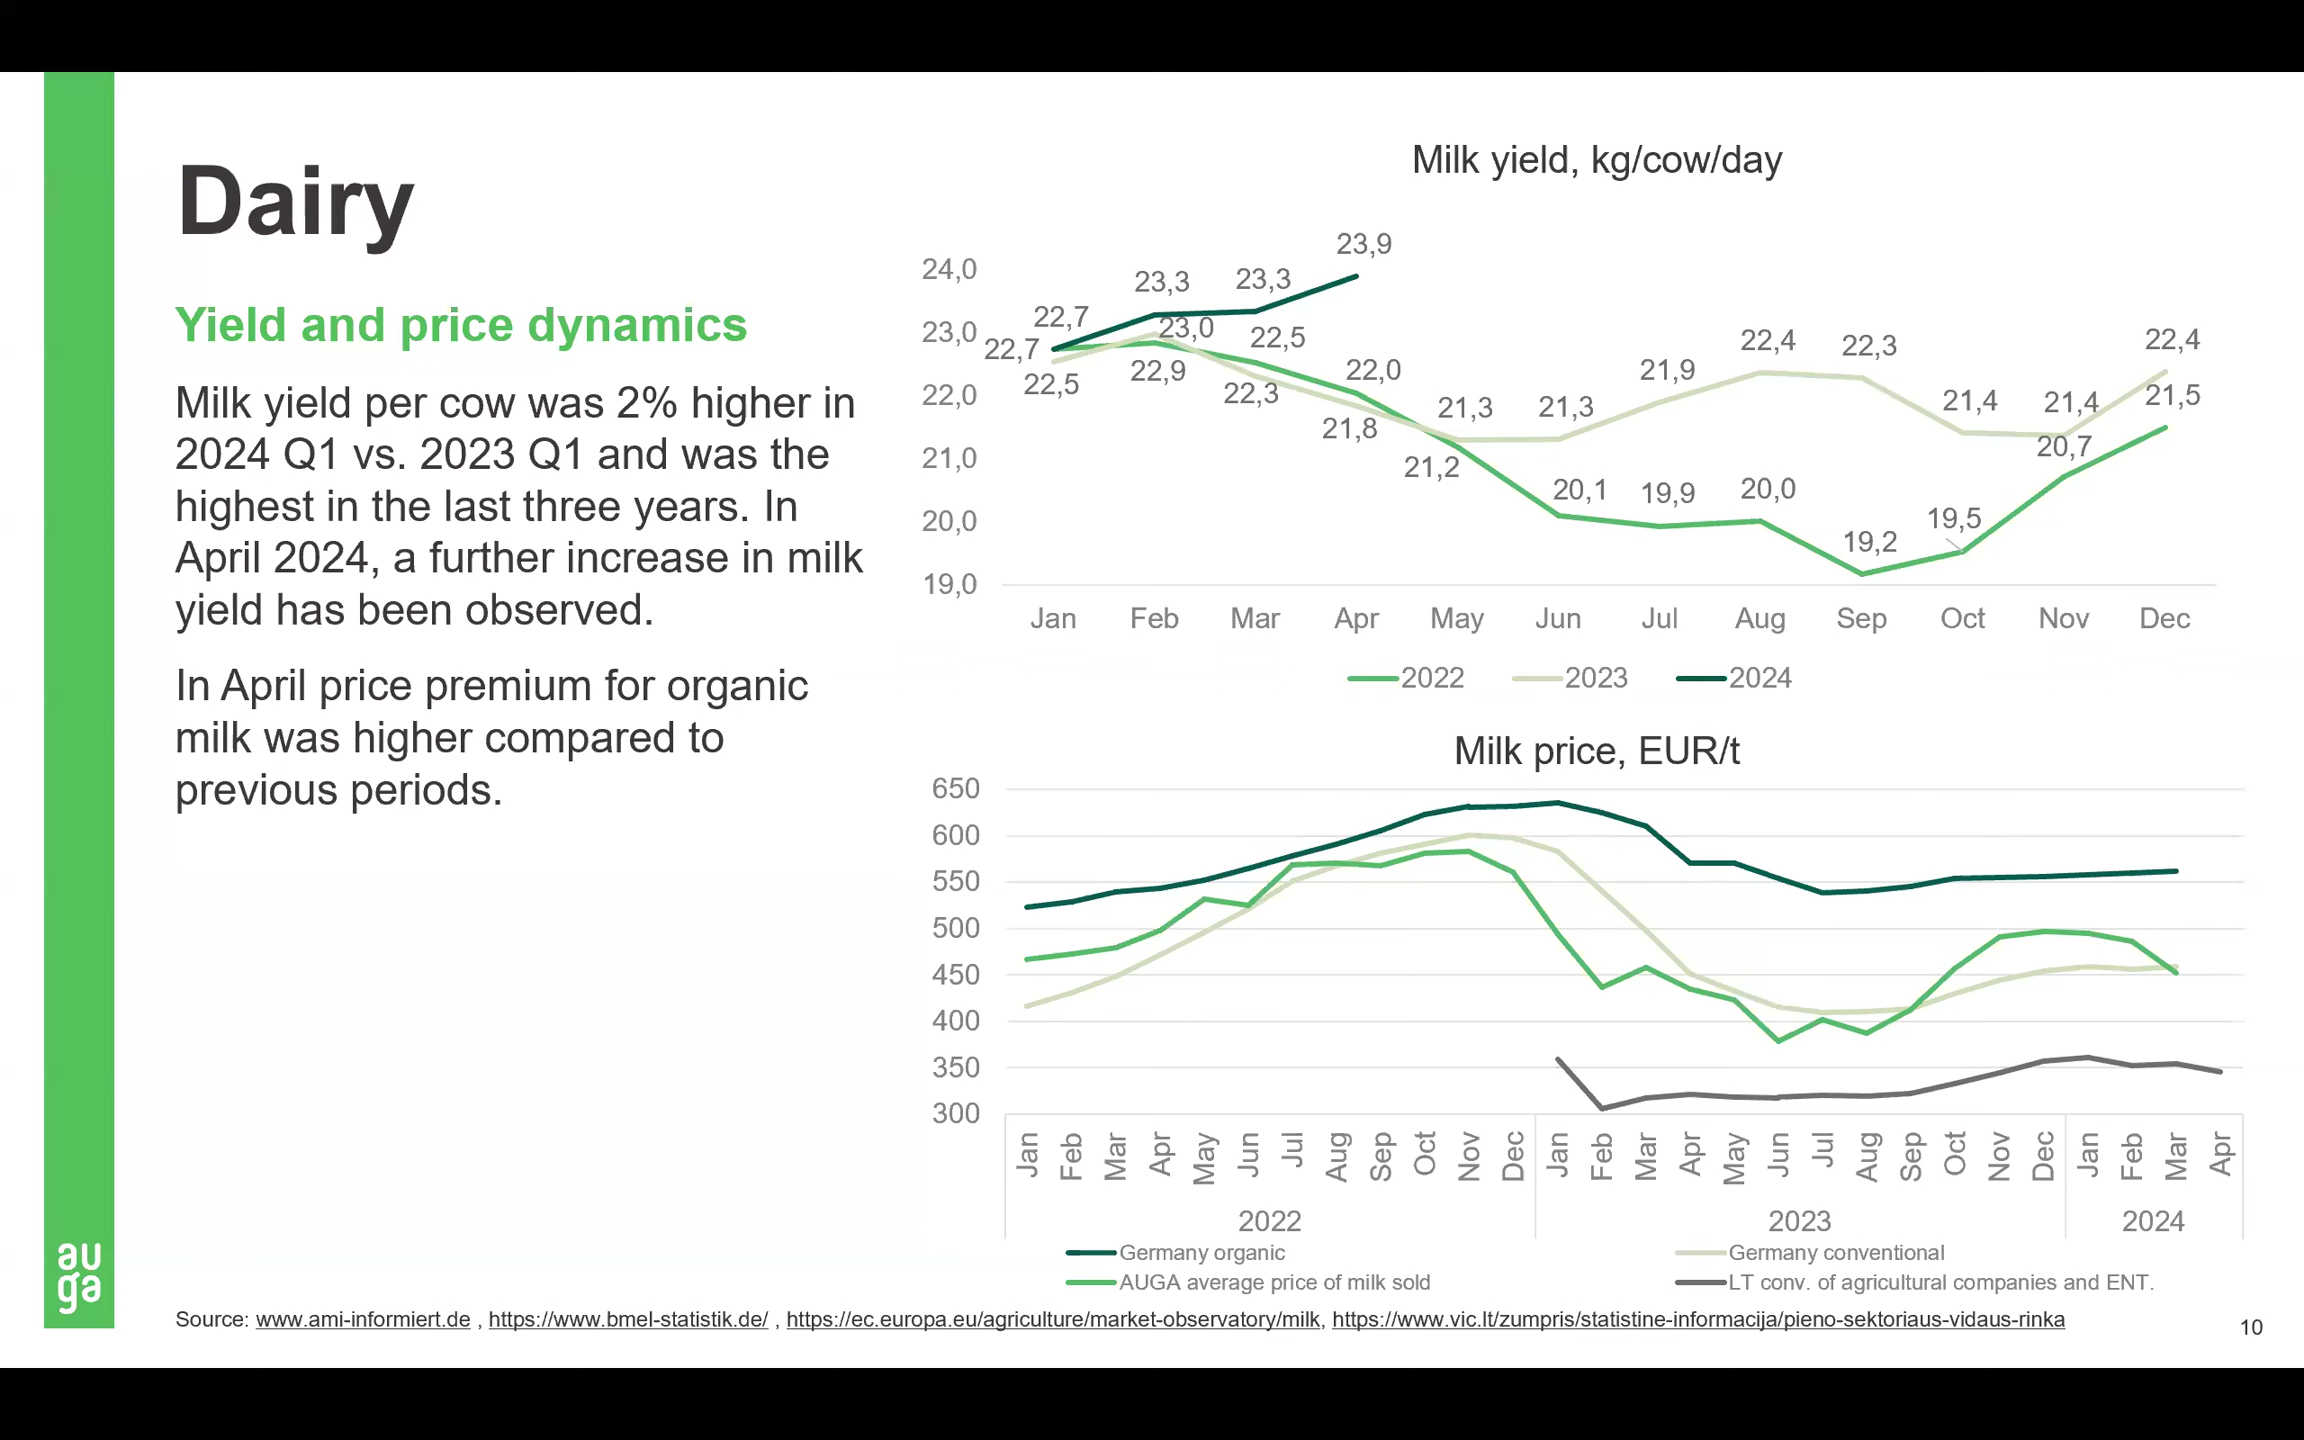 Dairy
Yield and price dynamics
Milk yield per cow was 2% higher in
2024 Q1 vs. 2023 Q1 and was the
highest in the last three years. In
April 2024, a further increase in milk
yield has been observed.
In April price premium for organic
milk was higher compared to
previous periods.
Milk yield, kg/cow/day
24,0
23,0
22,0
21,0
20,0
19,0
22,7 23,3 23,3 23,9
22,7 22,9 22,5 22,0 21,2 20,1 19,9 20,0 19,2 19,5 20,7 21,5
22,5 23,0 22,3 21,8 21,3 21,3 21,9 22,4 22,3 21,4 21,4 22,4
Jan Feb Mar Apr May Jun Jul Aug Sep Oct Nov Dec
2022 2023 2024
Milk price, EUR/t
650
600
550
500
450
400
350
300
Jan Feb Mar Apr May Jun Jul Aug Sep Oct Nov Dec Jan Feb Mar Apr May Jun Jul Aug Sep Oct Nov Dec Jan Feb Mar Apr
2022 2023 2024
Germany organic Germany conventional
AUGA average price of milk sold LT conv. of agricultural companies and ENT.
au
ga
Source: www.ami-informiert.de , https://www.bmel-statistik.de/ , https://ec.europa.eu/agriculture/market-observatory/milk, https://www.vic.lt/zumpris/statistine-informacija/pieno-sektoriaus-vidaus-rinka
10